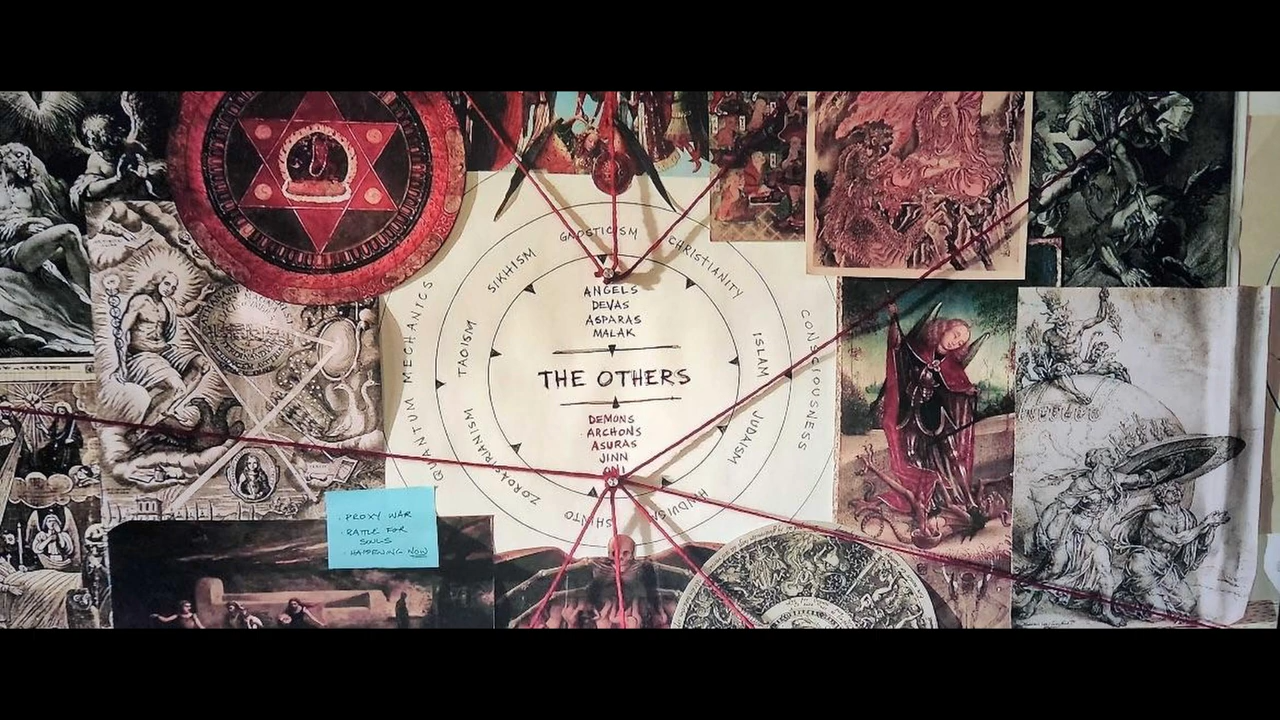 GNOSTICISM
CHRISTIANITY
SIKHISM
ISLAM
TAOISM
JUDAISM
ZOROASTRIANISM
SHINTO
QUANTUM MECHANICS
CONSCIOUSNESS
ANGELS
DEVAS
ASPARAS
MALAK
THE OTHERS
DEMONS
ARCHONS
ASURAS
JINN
ONI
· PROXY WAR
· BATTLE FOR
SOULS
· HAPPENING NOW